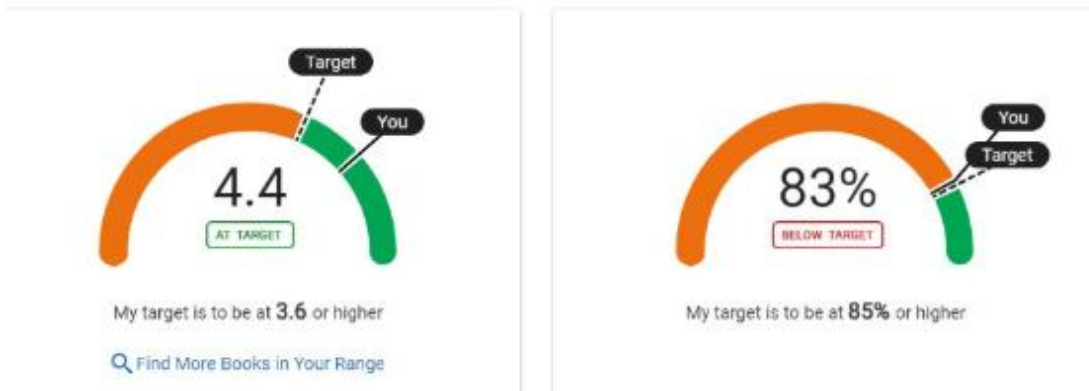 Target
You
4.4
AT TARGET
My target is to be at 3.6 or higher
Find More Books in Your Range
You
Target
83%
BELOW TARGET
My target is to be at 85% or higher